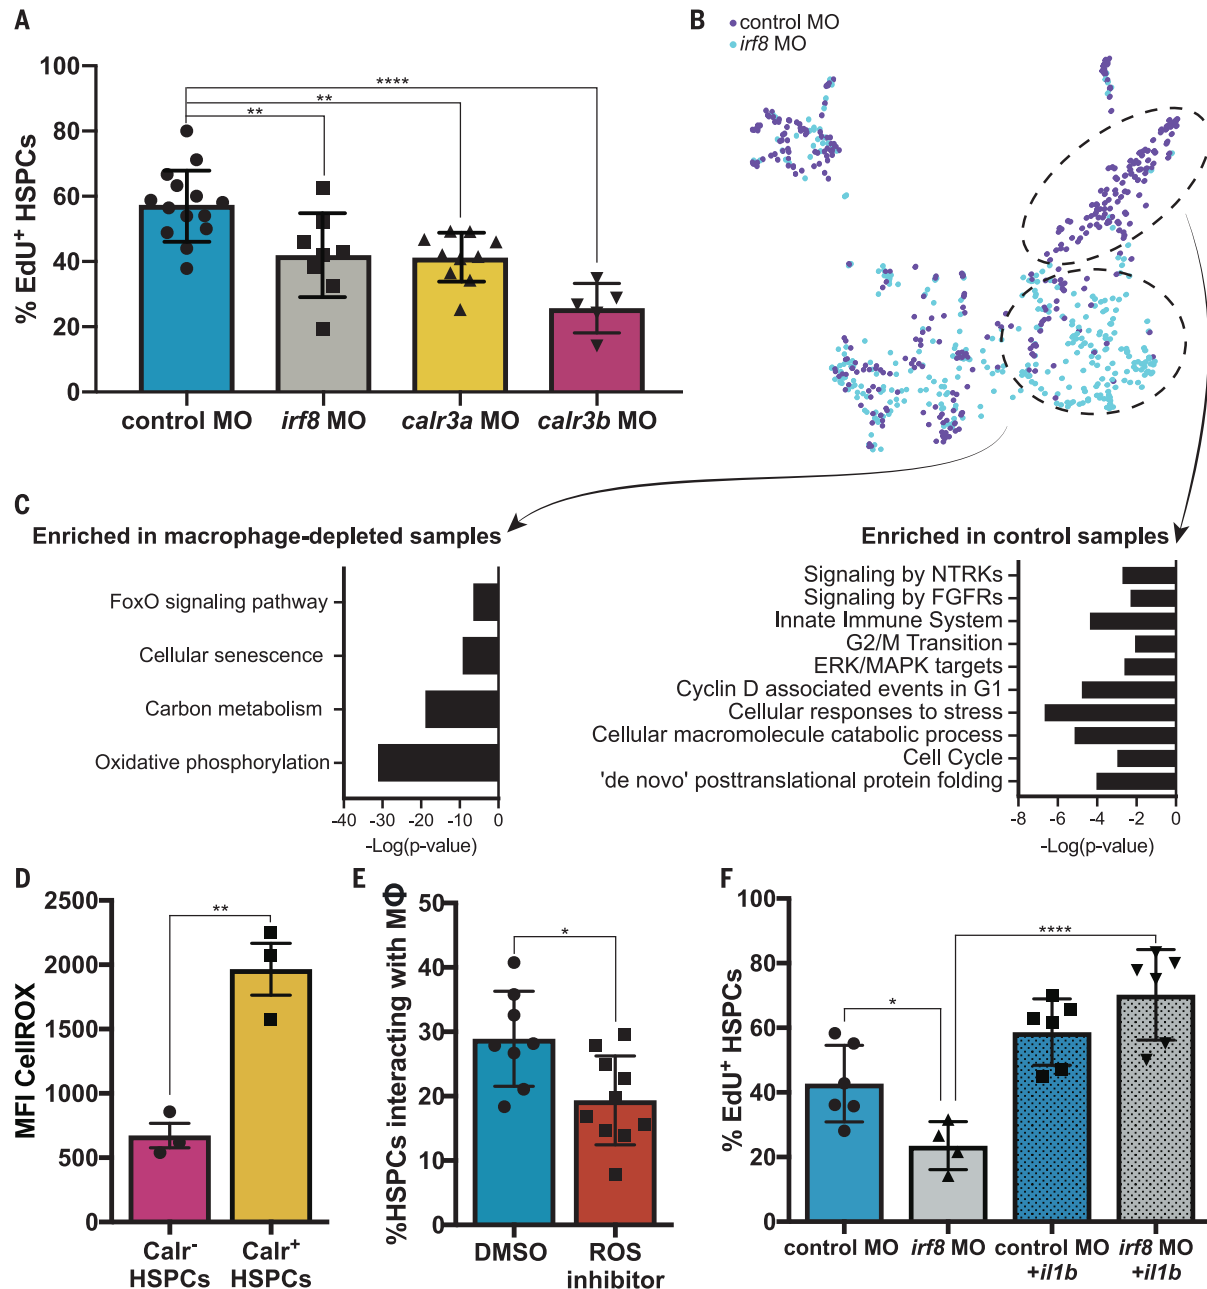 A
% EdU+ HSPCs
100
80
60
40
20
0
****
**
**
control MO
irf8 MO
calr3a MO
calr3b MO
B
control MO
irf8 MO
C
Enriched in macrophage-depleted samples
FoxO signaling pathway
Cellular senescence
Carbon metabolism
Oxidative phosphorylation
-40 -30 -20 -10 0
-Log(p-value)
Enriched in control samples
Signaling by NTRKs
Signaling by FGFRs
Innate Immune System
G2/M Transition
ERK/MAPK targets
Cyclin D associated events in G1
Cellular responses to stress
Cellular macromolecule catabolic process
Cell Cycle
'de novo' posttranslational protein folding
-8 -6 -4 -2 0
-Log(p-value)
D
MFI CellROX
2500
2000
1500
1000
500
0
**
Calr- HSPCs
Calr+ HSPCs
E
%HSPCs interacting with MΦ
50
40
30
20
10
0
*
DMSO
ROS
inhibitor
F
% EdU+ HSPCs
100
80
60
40
20
0
*
****
control MO
irf8 MO
control MO
+il1b
irf8 MO
+il1b